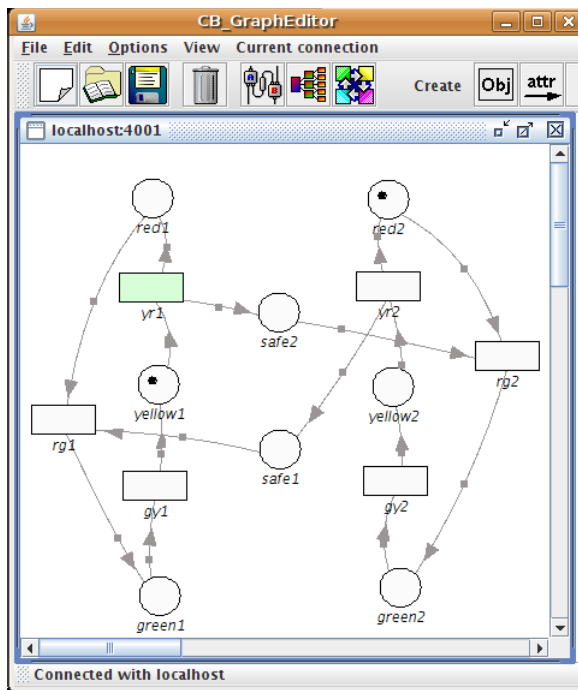 CB_GraphEditor
File Edit Options View Current connection
Create Obj attr
localhost:4001
red1
red2
yr1
yr2
safe2
rg2
yellow1
yellow2
rg1
safe1
gy1
gy2
green1
green2
Connected with localhost